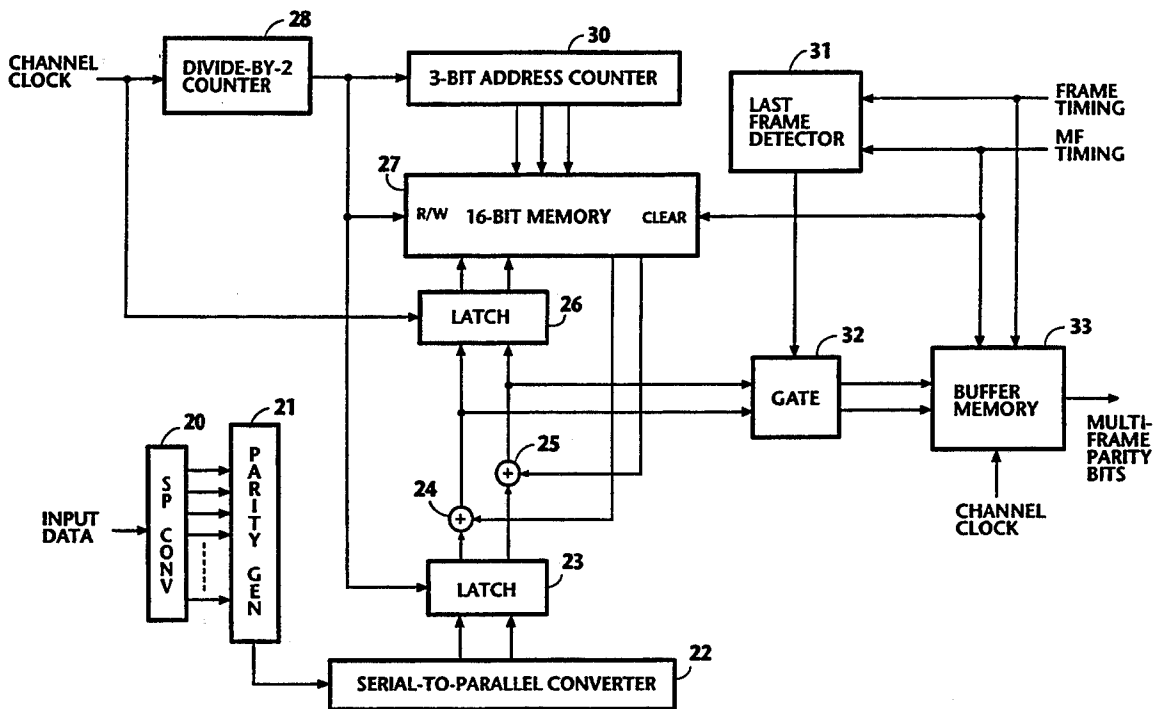 28
30
31
CHANNEL
CLOCK
DIVIDE-BY-2
COUNTER
3-BIT ADDRESS COUNTER
LAST
FRAME
DETECTOR
FRAME
TIMING
MF
TIMING
27
R/W
16-BIT MEMORY
CLEAR
LATCH
26
32
33
GATE
BUFFER
MEMORY
MULTI-
FRAME
PARITY
BITS
CHANNEL
CLOCK
20
21
SP CONV
PARITY GEN
INPUT
DATA
25
+
24
+
LATCH
23
22
SERIAL-TO-PARALLEL CONVERTER